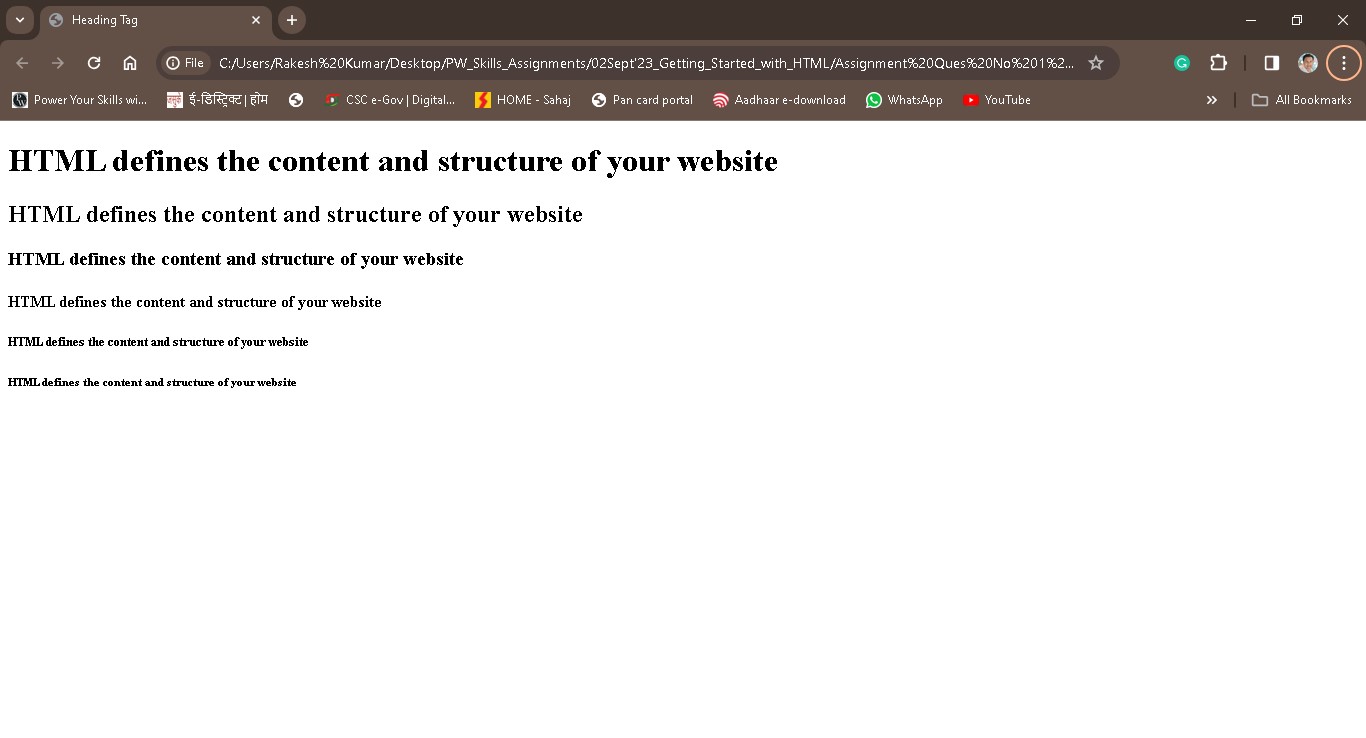 Heading Tag
File C:/Users/Rakesh%20Kumar/Desktop/PW_Skills_Assignments/02Sept'23_Getting_Started_with_HTML/Assignment%20Ques%20No%201%2...
Power Your Skills wi... ई-डिस्ट्रिक्ट | होम CSC e-Gov | Digital... HOME - Sahaj Pan card portal Aadhaar e-download WhatsApp YouTube » All Bookmarks
HTML defines the content and structure of your website
HTML defines the content and structure of your website
HTML defines the content and structure of your website
HTML defines the content and structure of your website
HTML defines the content and structure of your website
HTML defines the content and structure of your website